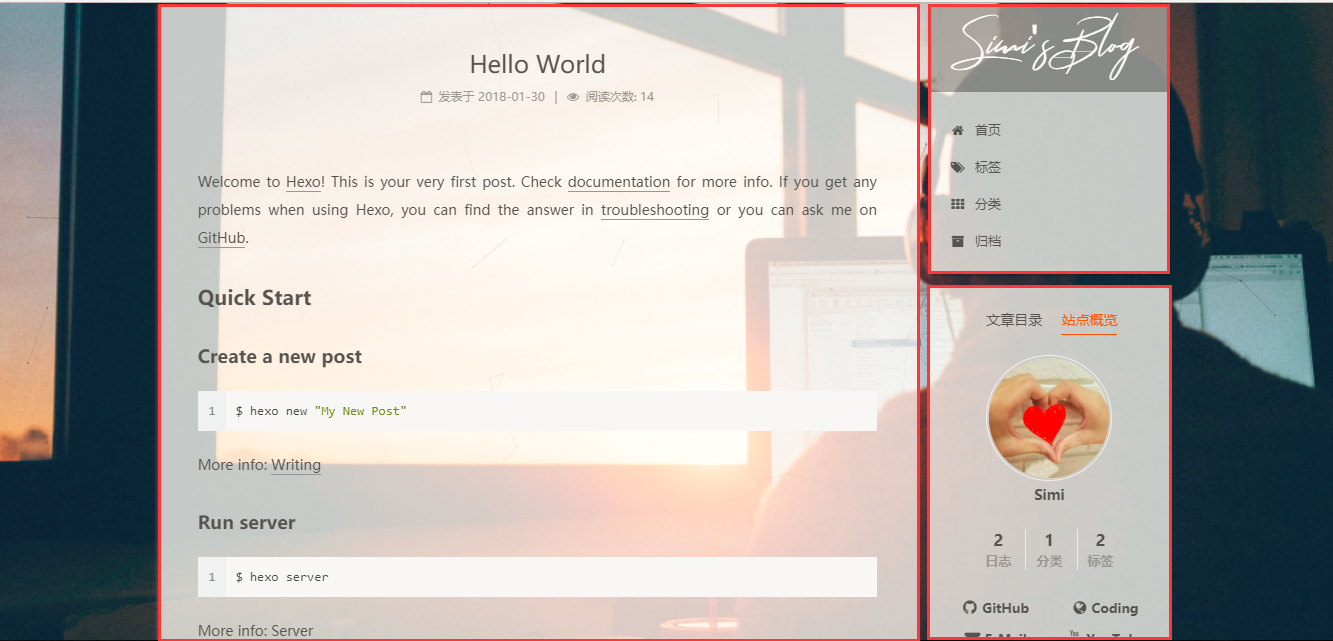 Hello World
发表于 2018-01-30 | 阅读次数: 14
Welcome to Hexo! This is your very first post. Check documentation for more info. If you get any
problems when using Hexo, you can find the answer in troubleshooting or you can ask me on
GitHub.
Quick Start
Create a new post
1 $ hexo new "My New Post"
More info: Writing
Run server
1 $ hexo server
More info: Server
Simi's Blog
首页
标签
分类
归档
文章目录 站点概览
Simi
2 1 2
日志 分类 标签
GitHub Coding